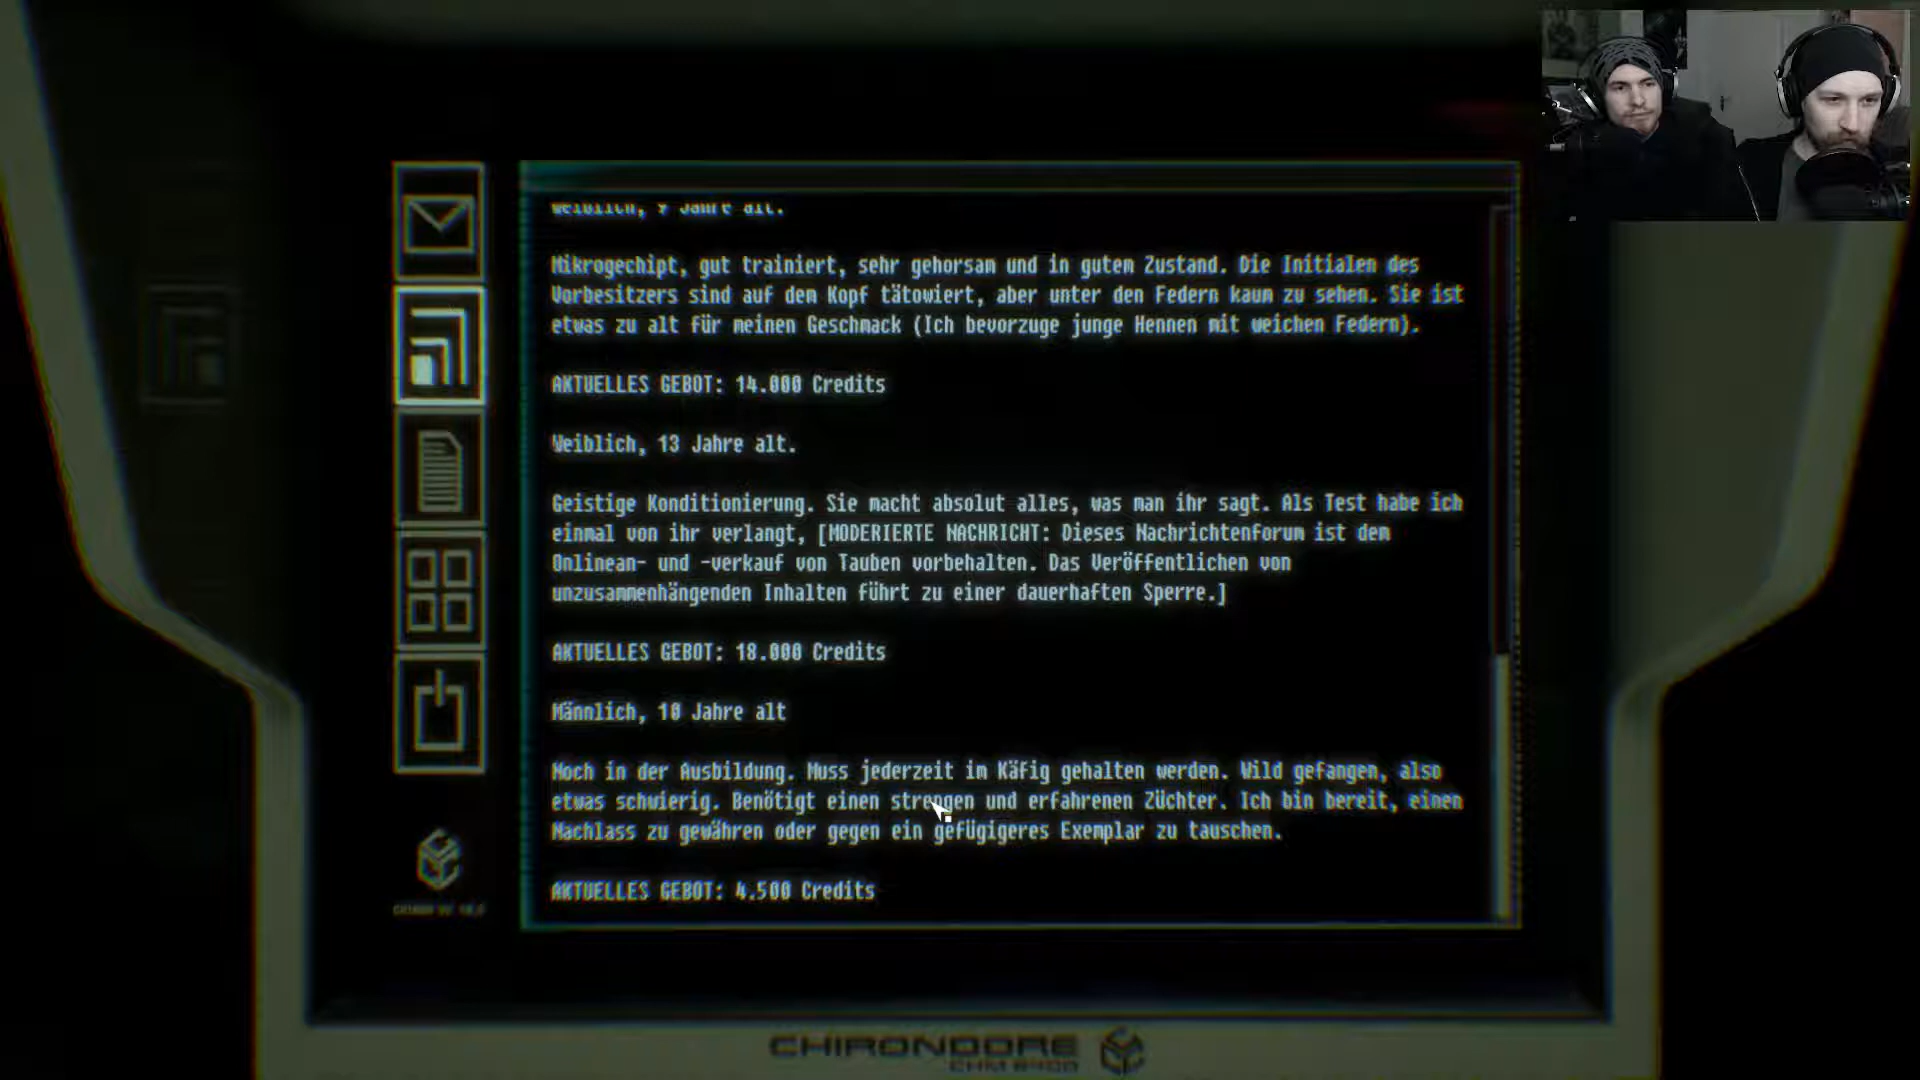 Weiblich, 9 Jahre alt.
Mikrogechipt, gut trainiert, sehr gehorsam und in gutem Zustand. Die Initialen des
Vorbesitzers sind auf dem Kopf tätowiert, aber unter den Federn kaum zu sehen. Sie ist
etwas zu alt für meinen Geschmack (Ich bevorzuge junge Hennen mit weichen Federn).
AKTUELLES GEBOT: 14.000 Credits
Weiblich, 13 Jahre alt.
Geistige Konditionierung. Sie macht absolut alles, was man ihr sagt. Als Test habe ich
einmal von ihr verlangt, [MODERIERTE NACHRICHT: Dieses Nachrichtenforum ist dem
Onlinean- und -verkauf von Tauben vorbehalten. Das Veröffentlichen von
unzusammenhängenden Inhalten führt zu einer dauerhaften Sperre.]
AKTUELLES GEBOT: 18.000 Credits
Männlich, 10 Jahre alt
Noch in der Ausbildung. Muss jederzeit im Käfig gehalten werden. Wild gefangen, also
etwas schwierig. Benötigt einen strengen und erfahrenen Züchter. Ich bin bereit, einen
Nachlass zu gewähren oder gegen ein gefügigeres Exemplar zu tauschen.
AKTUELLES GEBOT: 4.500 Credits
CHIRONDORE